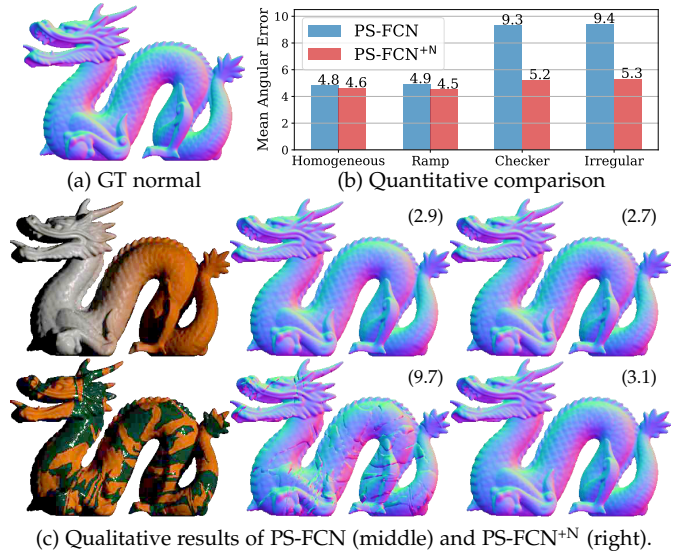 (a) GT normal
Mean Angular Error
10
8
6
4
2
0
PS-FCN
PS-FCN+N
4.8
4.6
4.9
4.5
9.3
5.2
9.4
5.3
Homogeneous
Ramp
Checker
Irregular
(b) Quantitative comparison
(2.9)
(2.7)
(9.7)
(3.1)
(c) Qualitative results of PS-FCN (middle) and PS-FCN+N (right).